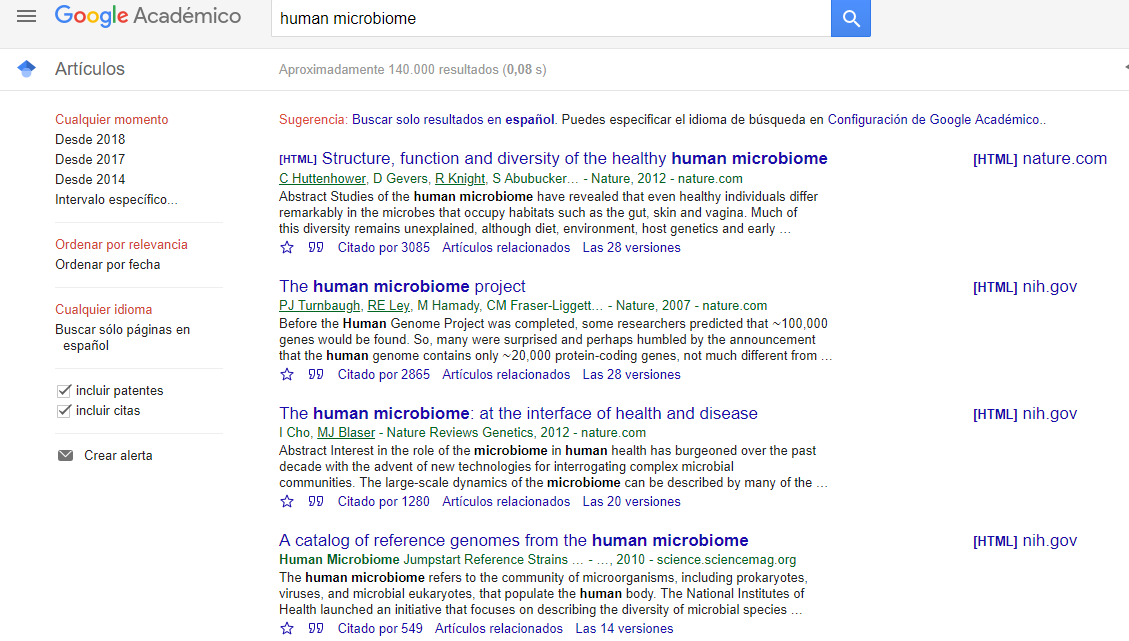 Google Académico
human microbiome
Artículos
Aproximadamente 140.000 resultados (0,08 s)
Cualquier momento
Desde 2018
Desde 2017
Desde 2014
Intervalo específico...
Ordenar por relevancia
Ordenar por fecha
Cualquier idioma
Buscar sólo páginas en
español
incluir patentes
incluir citas
Crear alerta
Sugerencia: Buscar solo resultados en español. Puedes especificar el idioma de búsqueda en Configuración de Google Académico..
[HTML] Structure, function and diversity of the healthy human microbiome
[HTML] nature.com
C Huttenhower, D Gevers, R Knight, S Abubucker… - Nature, 2012 - nature.com
Abstract Studies of the human microbiome have revealed that even healthy individuals differ
remarkably in the microbes that occupy habitats such as the gut, skin and vagina. Much of
this diversity remains unexplained, although diet, environment, host genetics and early …
Citado por 3085 Artículos relacionados Las 28 versiones
The human microbiome project
[HTML] nih.gov
PJ Turnbaugh, RE Ley, M Hamady, CM Fraser-Liggett… - Nature, 2007 - nature.com
Before the Human Genome Project was completed, some researchers predicted that ~100,000
genes would be found. So, many were surprised and perhaps humbled by the announcement
that the human genome contains only ~20,000 protein-coding genes, not much different from …
Citado por 2865 Artículos relacionados Las 28 versiones
The human microbiome: at the interface of health and disease
[HTML] nih.gov
I Cho, MJ Blaser - Nature Reviews Genetics, 2012 - nature.com
Abstract Interest in the role of the microbiome in human health has burgeoned over the past
decade with the advent of new technologies for interrogating complex microbial
communities. The large-scale dynamics of the microbiome can be described by many of the …
Citado por 1280 Artículos relacionados Las 20 versiones
A catalog of reference genomes from the human microbiome
[HTML] nih.gov
Human Microbiome Jumpstart Reference Strains … - …, 2010 - science.sciencemag.org
The human microbiome refers to the community of microorganisms, including prokaryotes,
viruses, and microbial eukaryotes, that populate the human body. The National Institutes of
Health launched an initiative that focuses on describing the diversity of microbial species …
Citado por 549 Artículos relacionados Las 14 versiones